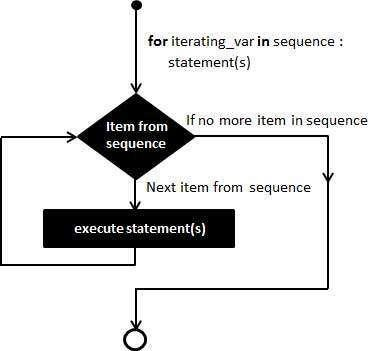 for iterating_var in sequence :
statement(s)
Item from
sequence
If no more item in sequence
Next item from sequence
execute statement(s)